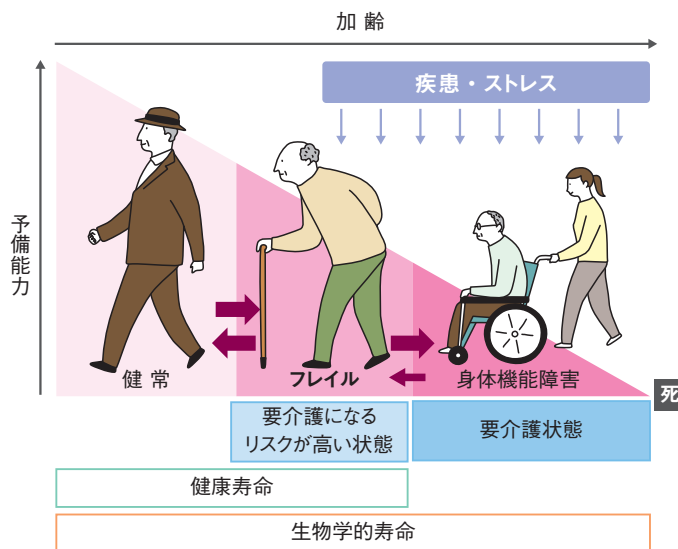 加齢
疾患・ストレス
予備能力
健常
フレイル
身体機能障害
死
要介護になる
リスクが高い状態
要介護状態
健康寿命
生物学的寿命